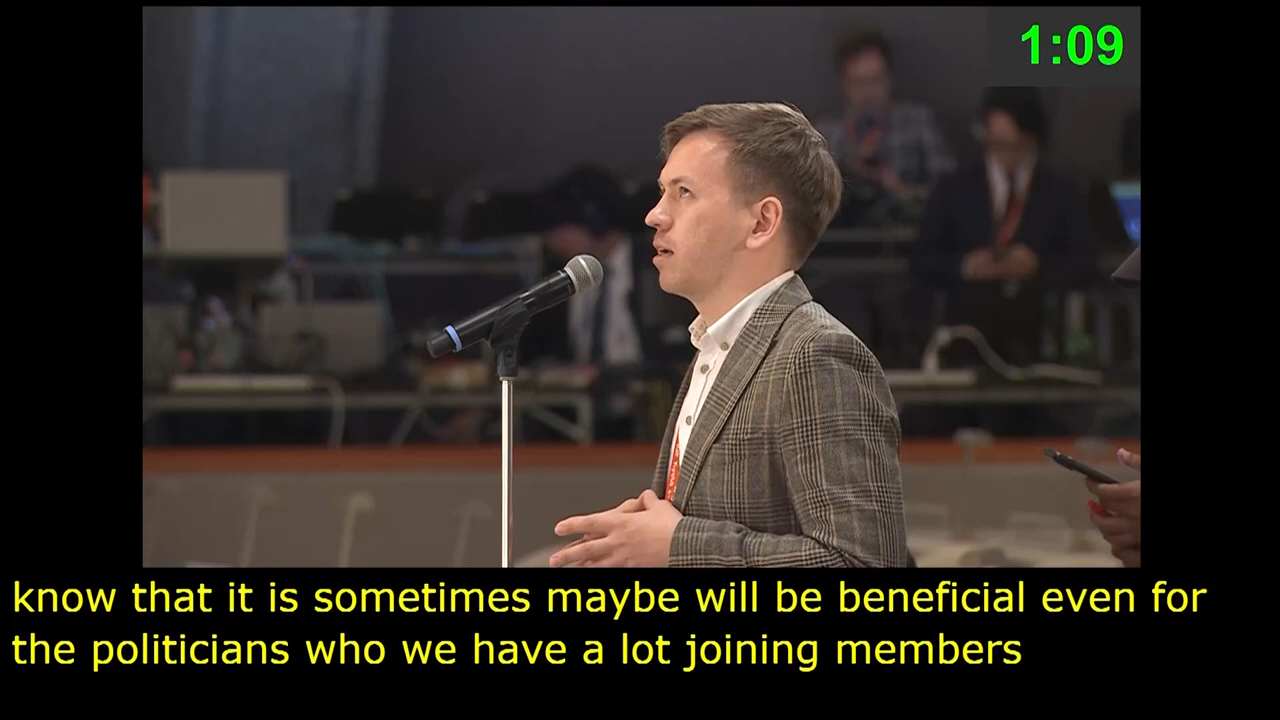 1:09
know that it is sometimes maybe will be beneficial even for
the politicians who we have a lot joining members